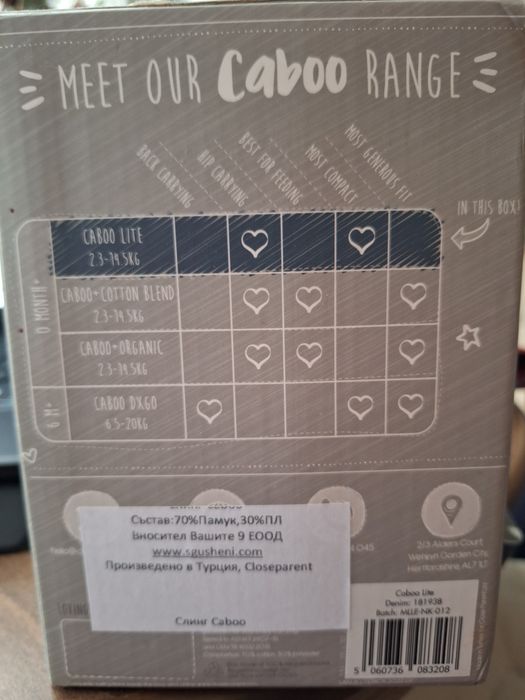 MEET OUR Caboo RANGE
BACK CARRYING
HIP CARRYING
BEST FOR FEEDING
MOST COMPACT
MOST GENEROUS FIT
IN THIS BOX!
0 MONTH+
CABOO LITE
2.3-14.5KG
CABOO+COTTON BLEND
2.3-14.5KG
CABOO+ORGANIC
2.3-14.5KG
6 M+
CABOO DXGO
6.5-20KG
Състав:70%Памук,30%ПЛ
Вносител Вашите 9 ЕООД
www.sgusheni.com
Произведено в Турция, Closeparent
Слинг Caboo
2/3 Alders Court,
Welwyn Garden City,
Hertfordshire, AL7 1LT
Caboo Lite
Denim: 181938
Batch: MLLE-NK-012
5 060736 083208